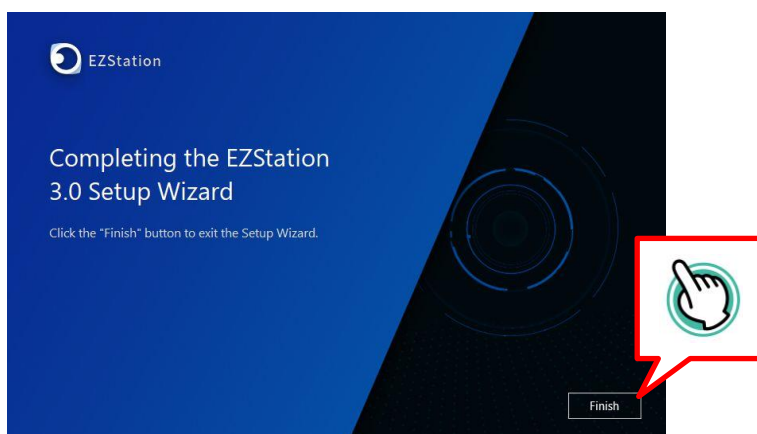 EZStation
Completing the EZStation
3.0 Setup Wizard
Click the "Finish" button to exit the Setup Wizard.
Finish